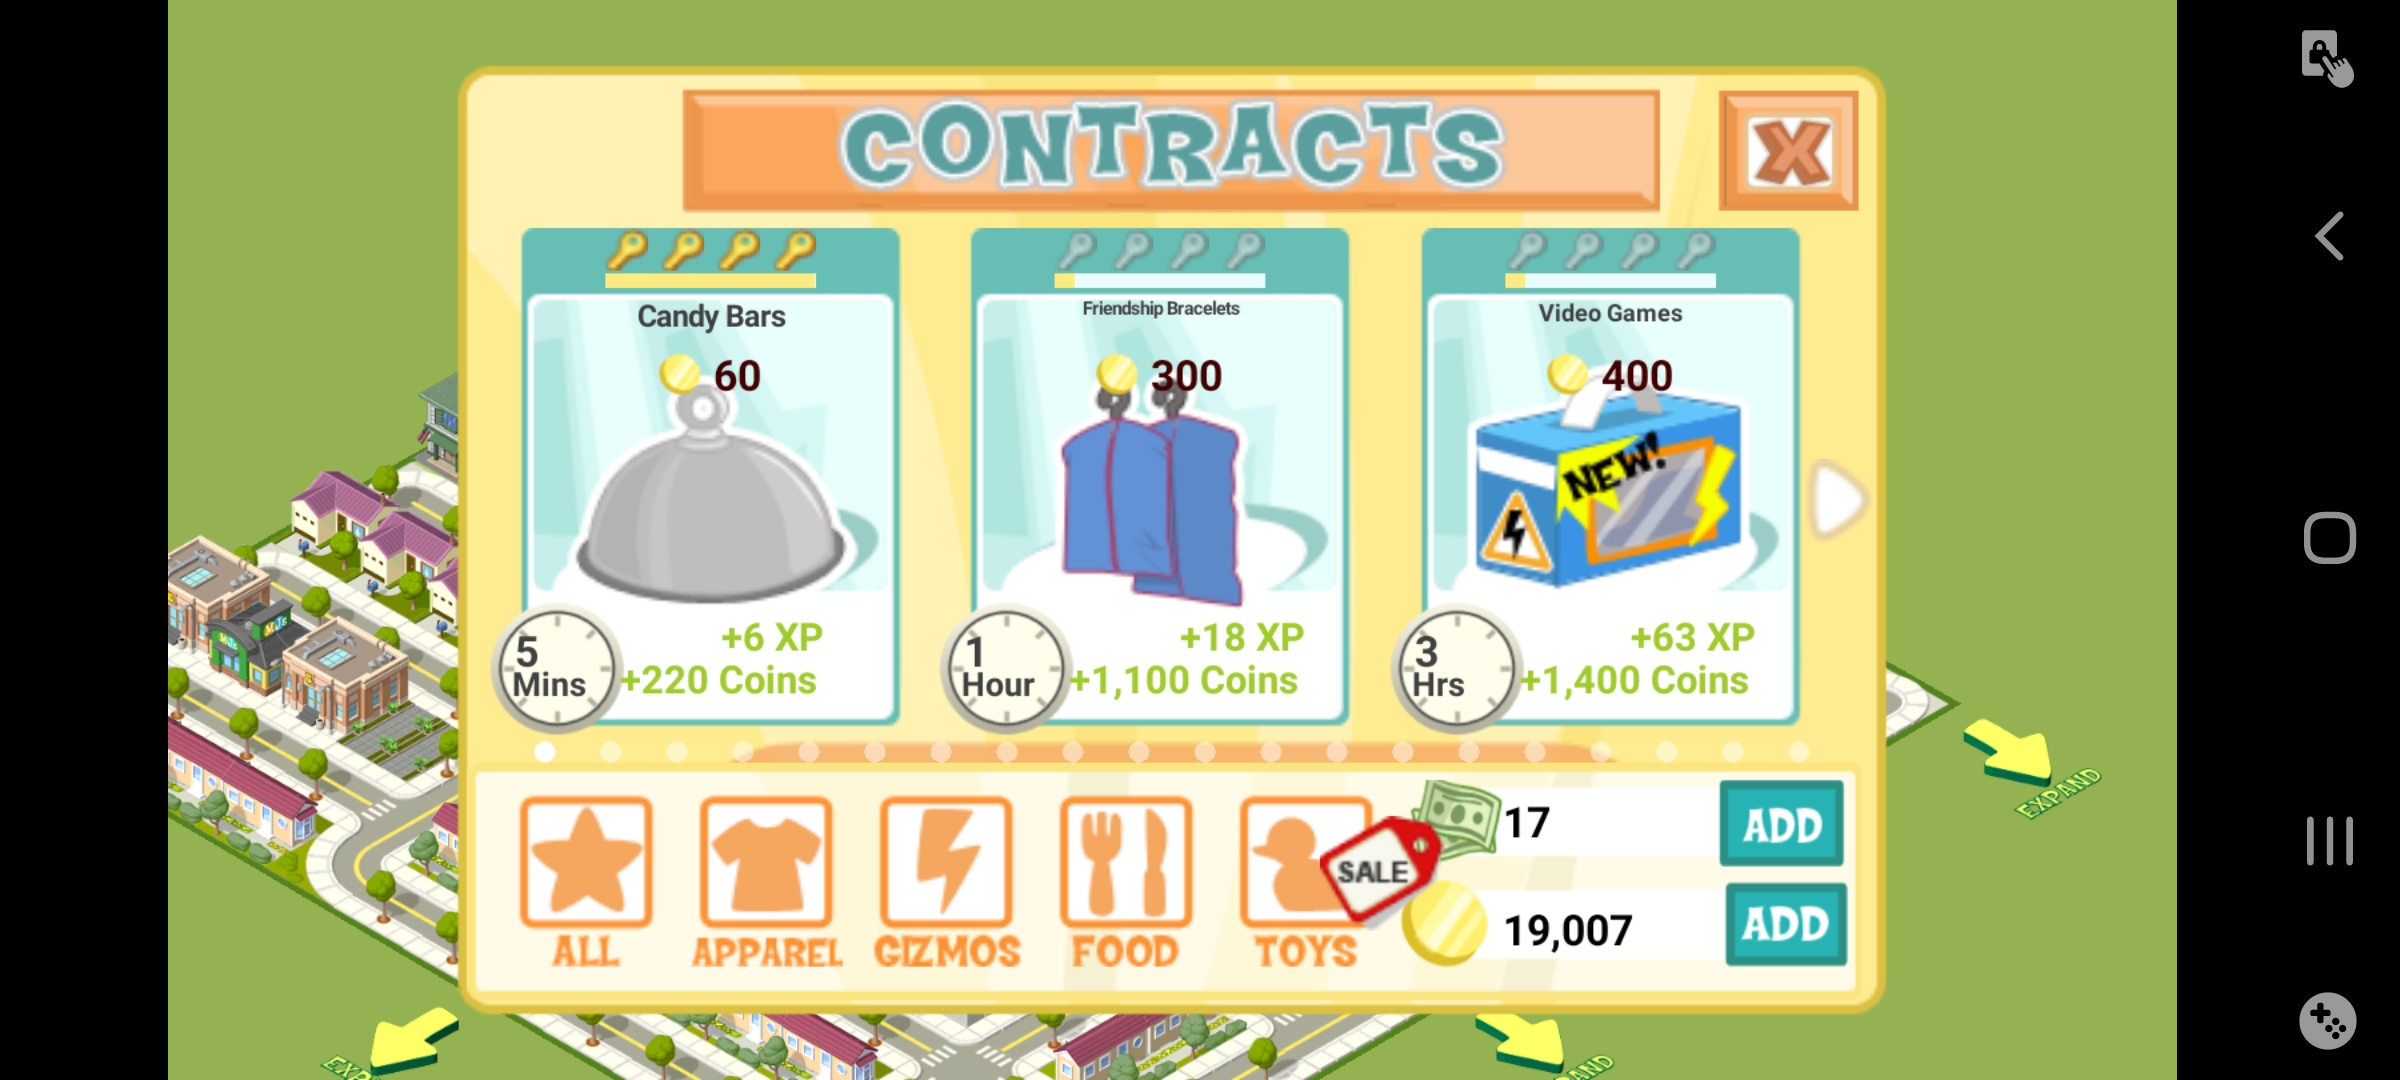 CONTRACTS
X
Candy Bars
60
5
Mins
+6 XP
+220 Coins
Friendship Bracelets
300
1
Hour
+18 XP
+1,100 Coins
Video Games
400
NEW!
3
Hrs
+63 XP
+1,400 Coins
ALL
APPAREL
GIZMOS
FOOD
TOYS
SALE
17
ADD
19,007
ADD
EXPAND
EXP
AND